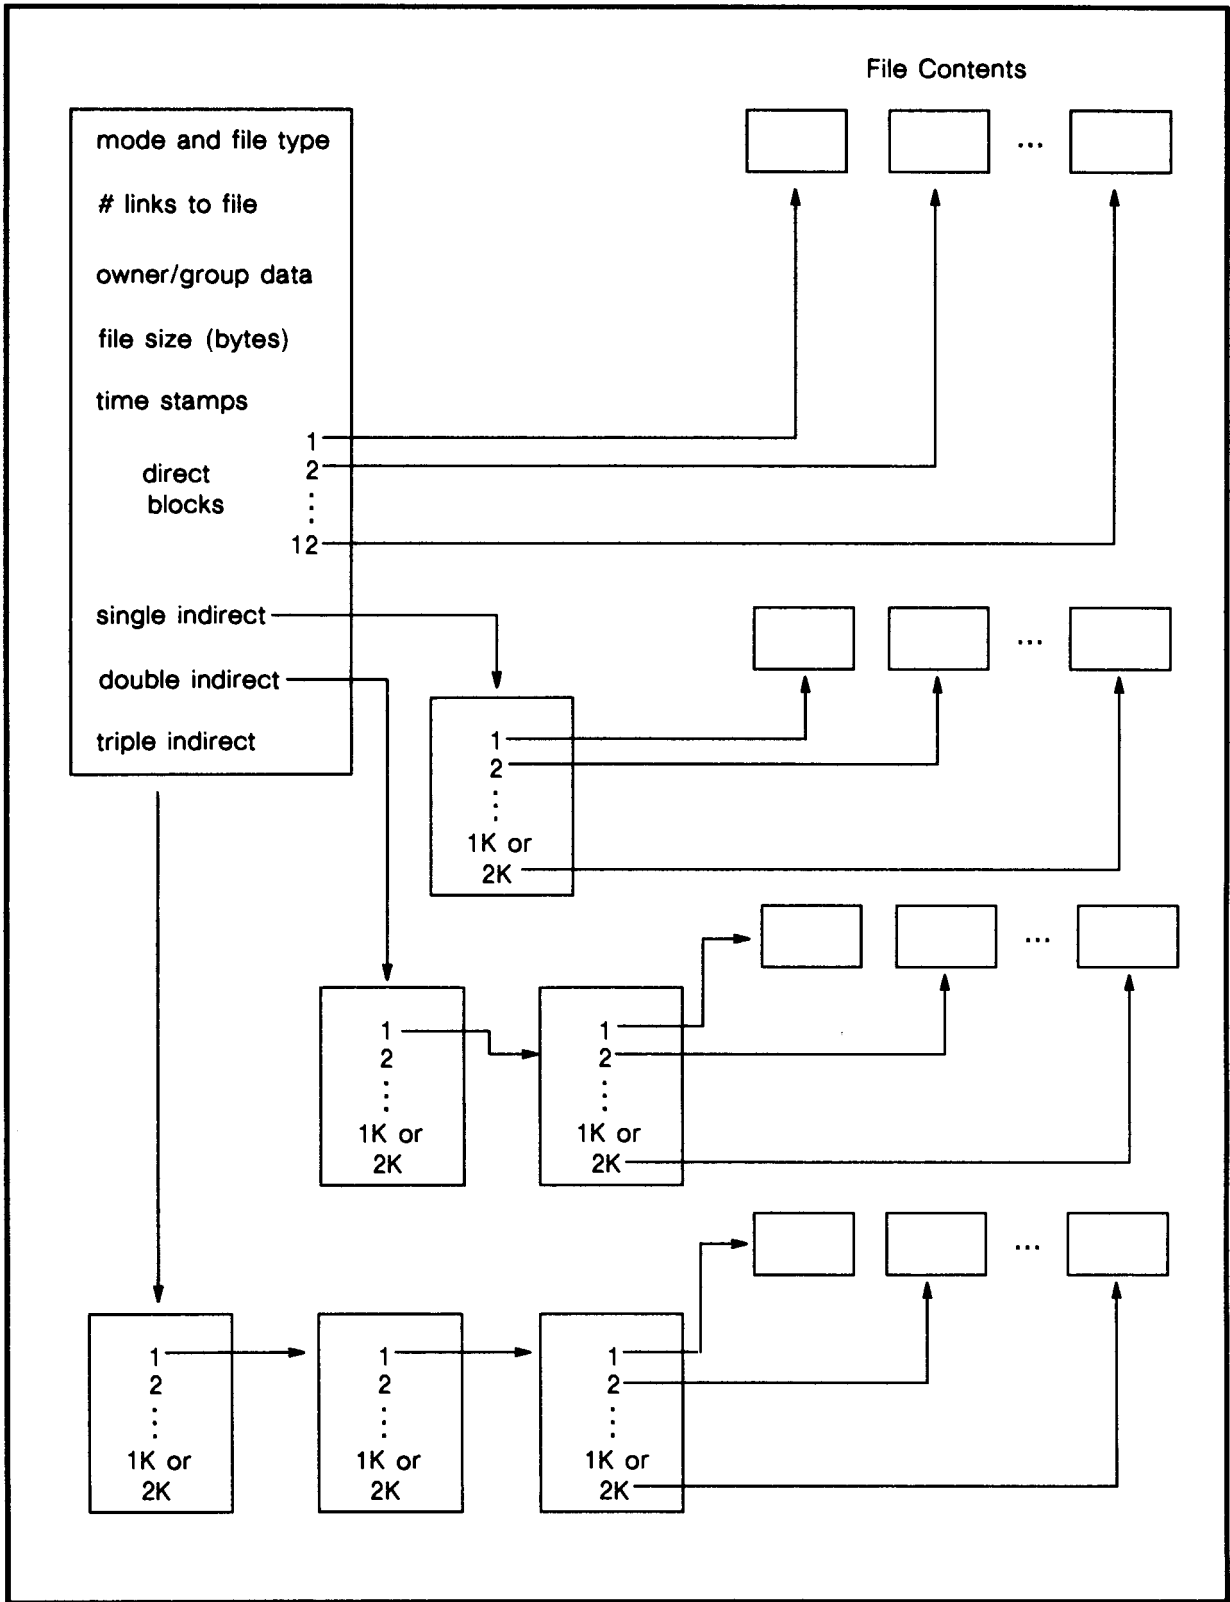 File Contents
mode and file type
# links to file
owner/group data
file size (bytes)
time stamps
1
direct 2
blocks
12
single indirect
double indirect
triple indirect
...
...
1
2
1K or
2K
...
1
2
1K or
2K
1
2
1K or
2K
...
1
2
1K or
2K
1
2
1K or
2K
1
2
1K or
2K